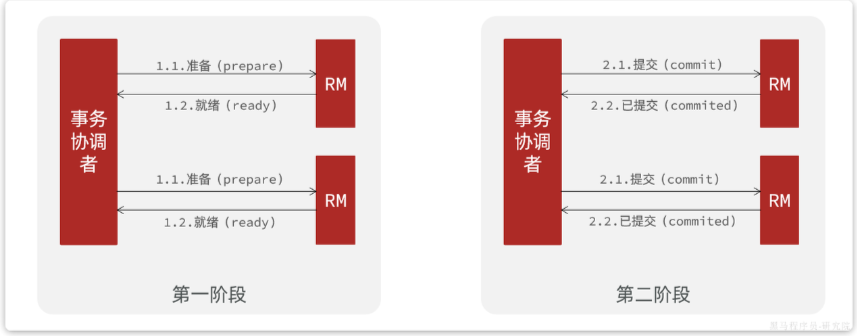 事务
协调
者
1.1.准备(prepare)
1.2.就绪(ready)
RM
1.1.准备(prepare)
1.2.就绪(ready)
RM
第一阶段
事务
协调
者
2.1.提交(commit)
2.2.已提交(commited)
RM
2.1.提交(commit)
2.2.已提交(commited)
RM
第二阶段